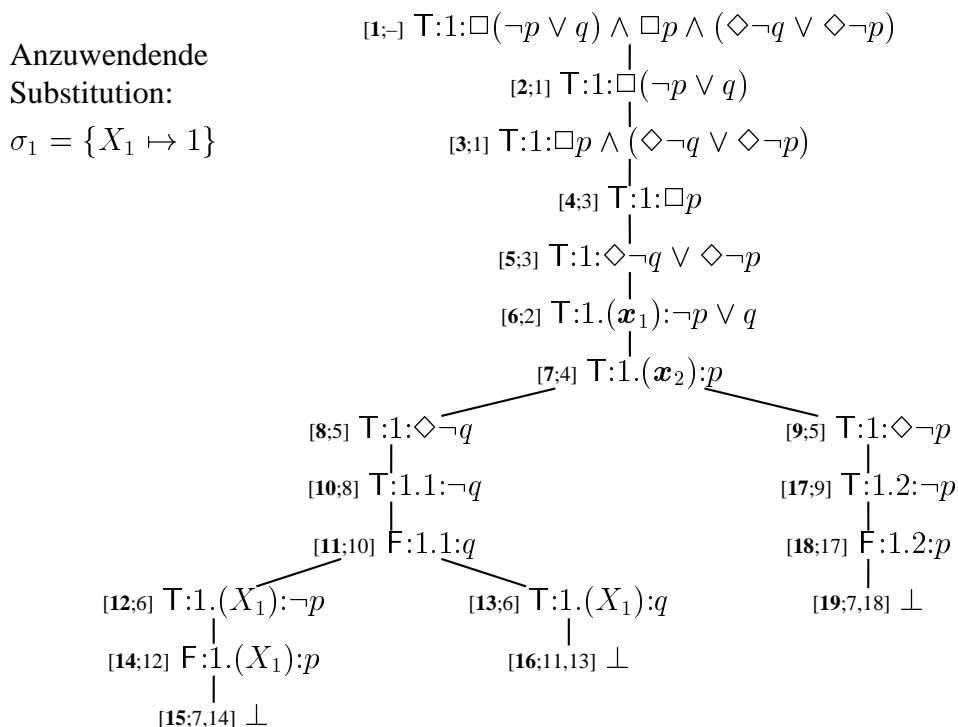 [1;–] T:1:□(¬p ∨ q) ∧ □p ∧ (◇¬q ∨ ◇¬p)
Anzuwendende
Substitution:
σ₁ = {X₁ ↦ 1}
[2;1] T:1:□(¬p ∨ q)
[3;1] T:1:□p ∧ (◇¬q ∨ ◇¬p)
[4;3] T:1:□p
[5;3] T:1:◇¬q ∨ ◇¬p
[6;2] T:1.(x₁):¬p ∨ q
[7;4] T:1.(x₂):p
[8;5] T:1:◇¬q
[9;5] T:1:◇¬p
[10;8] T:1.1:¬q
[17;9] T:1.2:¬p
[11;10] F:1.1:q
[18;17] F:1.2:p
[12;6] T:1.(X₁):¬p
[13;6] T:1.(X₁):q
[19;7,18] ⊥
[14;12] F:1.(X₁):p
[16;11,13] ⊥
[15;7,14] ⊥